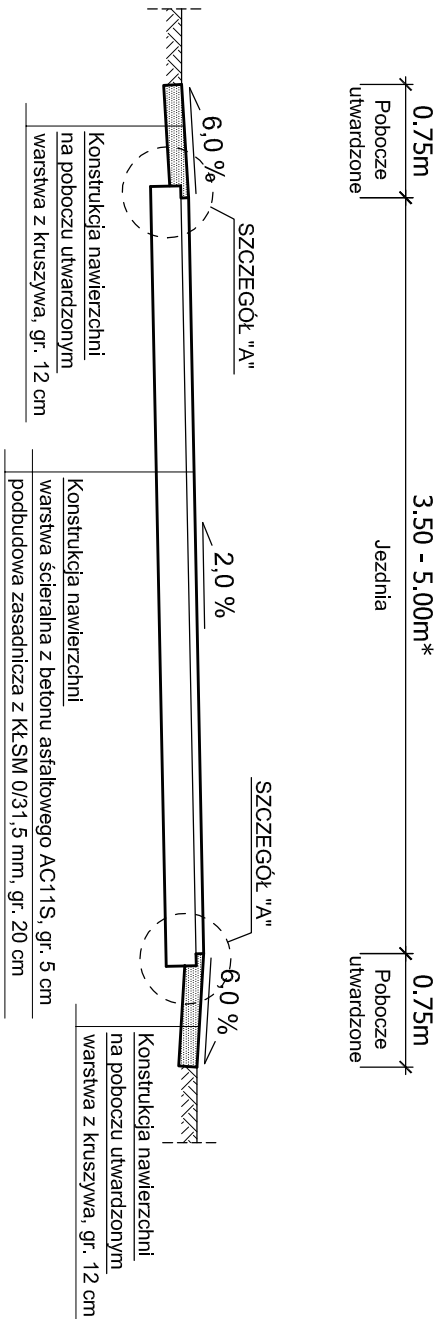 0.75m
Pobocze
utwardzone
3.50 - 5.00m*
Jezdnia
0.75m
Pobocze
utwardzone
SZCZEGÓŁ "A"
SZCZEGÓŁ "A"
6,0 %
2,0 %
6,0 %
Konstrukcja nawierzchni
na poboczu utwardzonym
warstwa z kruszywa, gr. 12 cm
Konstrukcja nawierzchni
warstwa ścieralna z betonu asfaltowego AC11S, gr. 5 cm
podbudowa zasadnicza z KŁSM 0/31,5 mm, gr. 20 cm
Konstrukcja nawierzchni
na poboczu utwardzonym
warstwa z kruszywa, gr. 12 cm